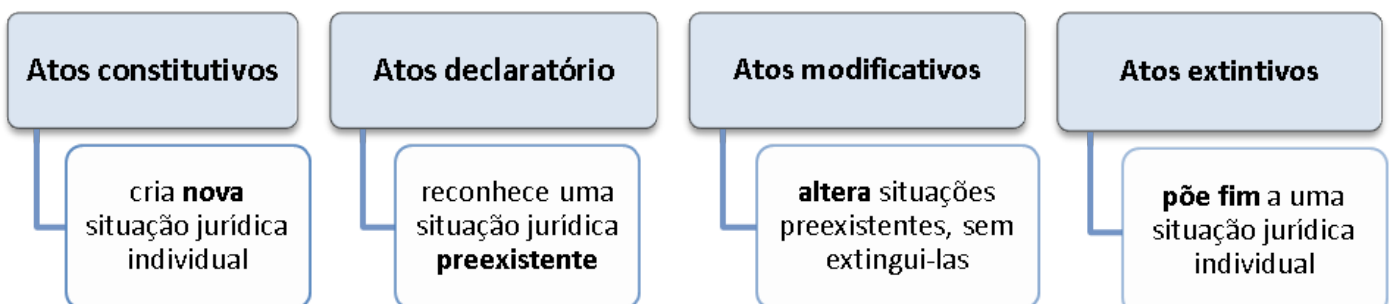 Atos constitutivos
cria nova
situação jurídica
individual
Atos declaratório
reconhece uma
situação jurídica
preexistente
Atos modificativos
altera situações
preexistentes, sem
extingui-las
Atos extintivos
põe fim a uma
situação jurídica
individual